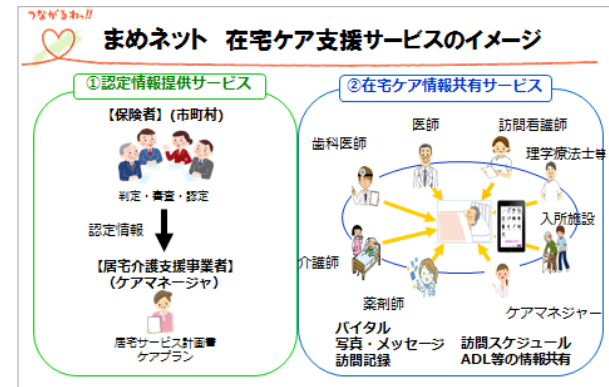 つながるわっ!!
まめネット 在宅ケア支援サービスのイメージ
①認定情報提供サービス
【保険者】(市町村)
判定・審査・認定
認定情報
【居宅介護支援事業者】
(ケアマネージャ)
居宅サービス計画書
ケアプラン
②在宅ケア情報共有サービス
医師
訪問看護師
歯科医師
理学療法士等
入所施設
介護師
薬剤師
ケアマネジャー
バイタル
写真・メッセージ
訪問記録
訪問スケジュール
ADL等の情報共有